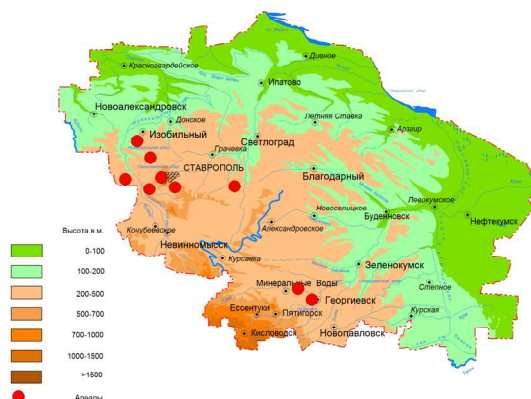 Дивное
Красногвардейское
Ипатово
Новоалександровск
Донское
Летняя Ставка
Изобильный
Арзгир
Светлоград
Грачевка
СТАВРОПОЛЬ
Благодарный
Левокумское
Новоселицкое
Буденновск
Нефтекумск
Кочубеевское
Александровское
Невинномысск
Курсавка
Зеленокумск
Минеральные Воды
Степное
Георгиевск
Ессентуки
Пятигорск
Курская
Кисловодск
Новопавловск
Высота в м.
0-100
100-200
200-500
500-700
700-1000
1000-1500
>1500
Ареалы